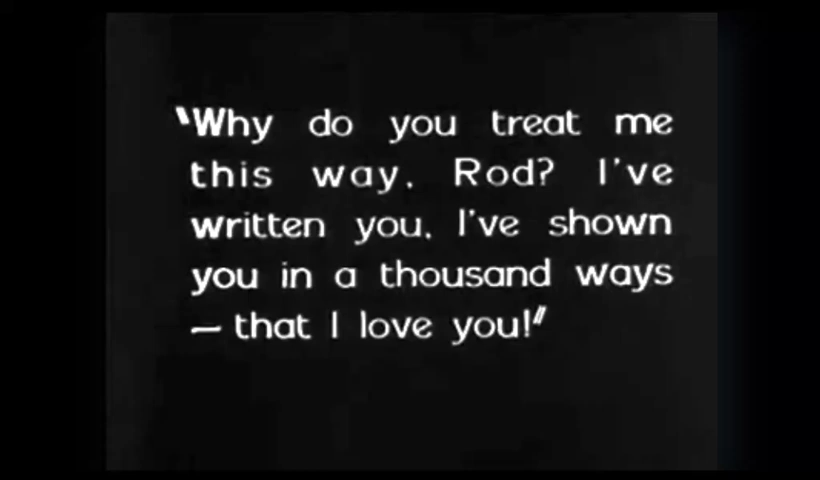 "Why do you treat me
this way, Rod? I've
written you, I've shown
you in a thousand ways
— that I love you!"